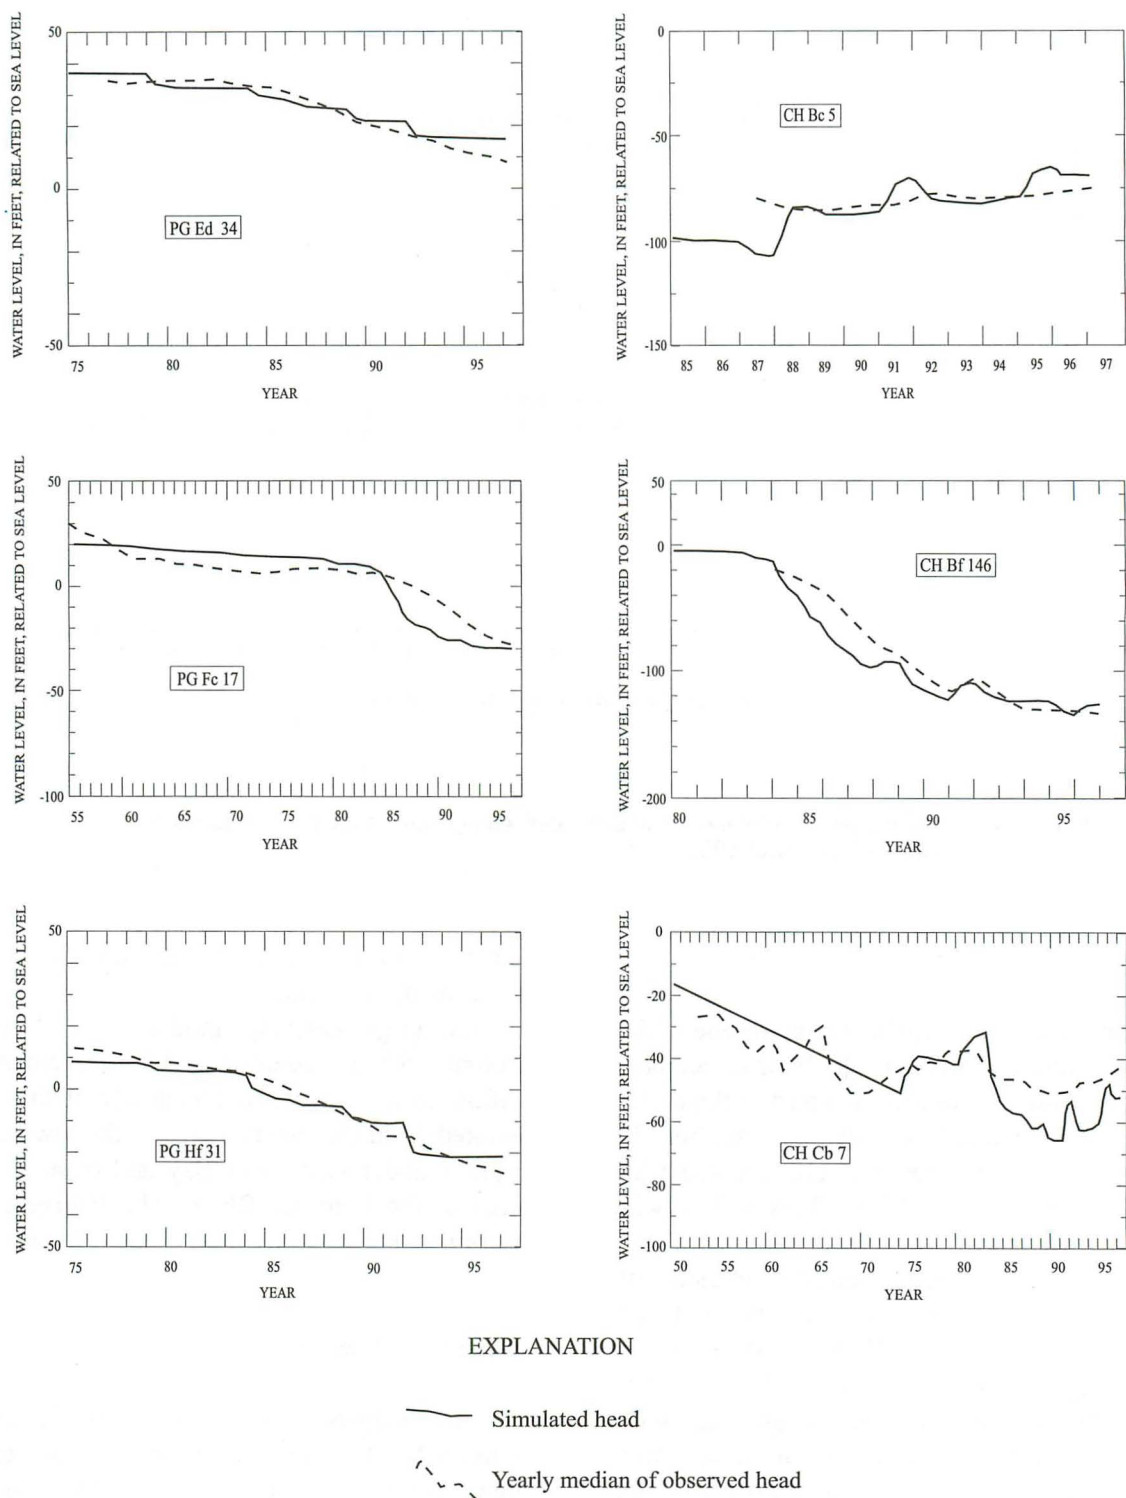 WATER LEVEL, IN FEET, RELATED TO SEA LEVEL
50
0
-50
PG Ed 34
75 80 85 90 95
YEAR
WATER LEVEL, IN FEET, RELATED TO SEA LEVEL
0
-50
-100
-150
CH Bc 5
85 86 87 88 89 90 91 92 93 94 95 96 97
YEAR
WATER LEVEL, IN FEET, RELATED TO SEA LEVEL
50
0
-50
-100
PG Fc 17
55 60 65 70 75 80 85 90 95
YEAR
WATER LEVEL, IN FEET, RELATED TO SEA LEVEL
50
0
-100
-200
CH Bf 146
80 85 90 95
YEAR
WATER LEVEL, IN FEET, RELATED TO SEA LEVEL
50
0
-50
PG Hf 31
75 80 85 90 95
YEAR
WATER LEVEL, IN FEET, RELATED TO SEA LEVEL
0
-20
-40
-60
-80
-100
CH Cb 7
50 55 60 65 70 75 80 85 90 95
YEAR
EXPLANATION
Simulated head
Yearly median of observed head